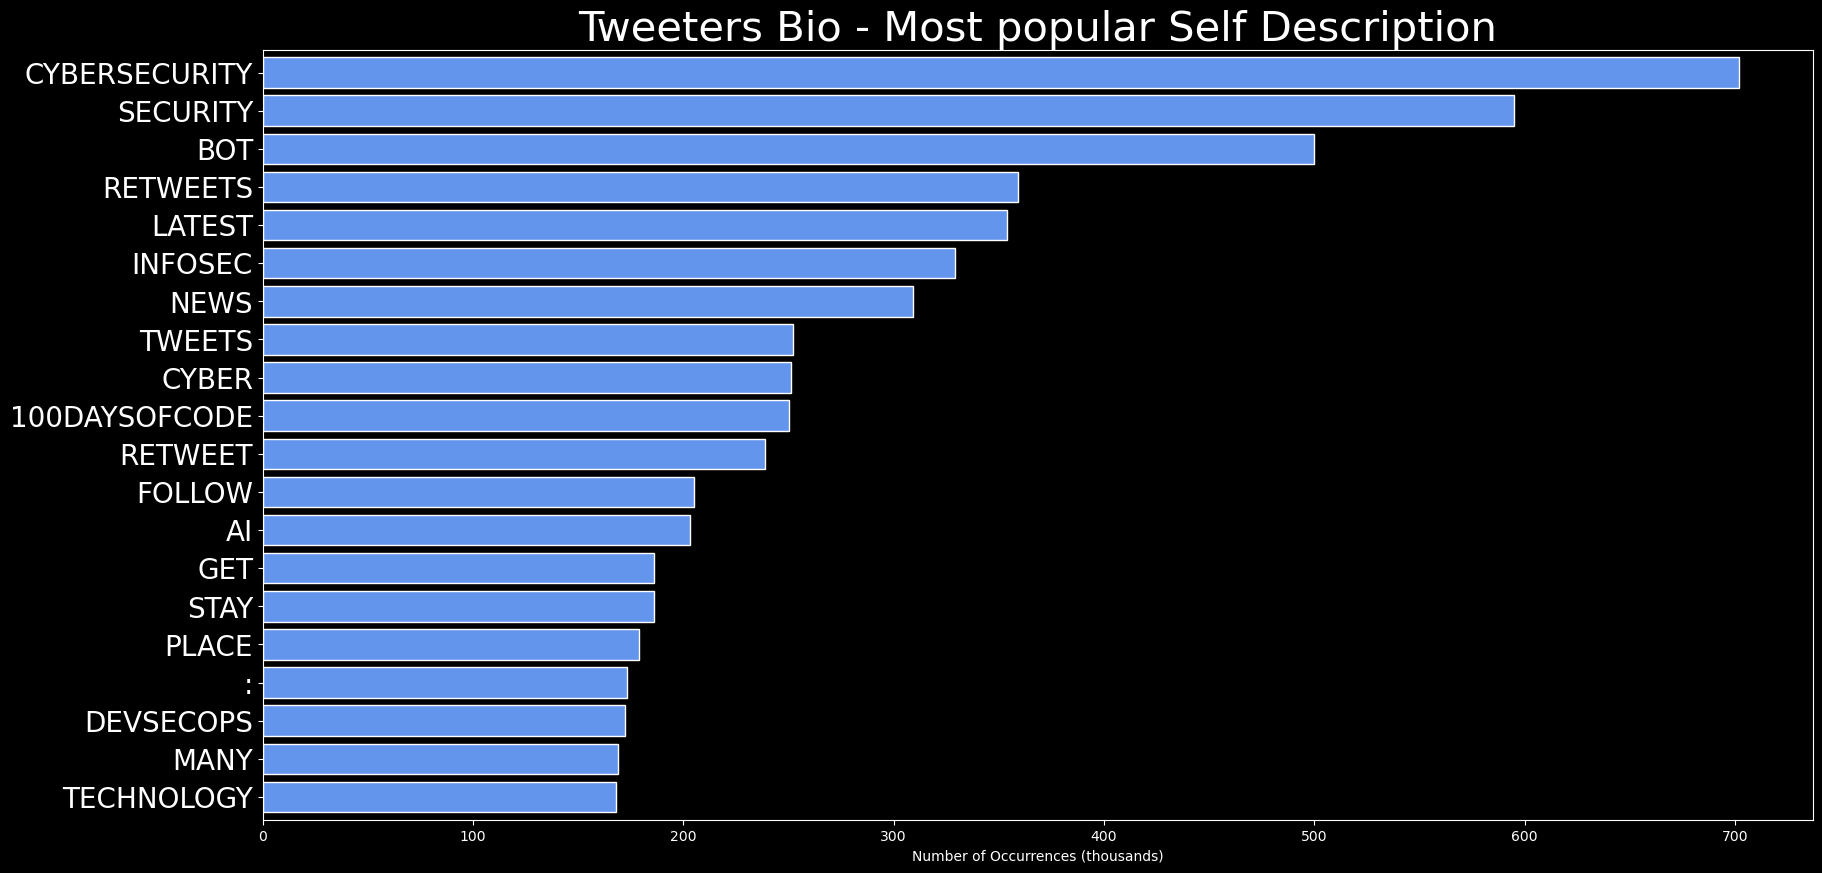 Tweeters Bio - Most popular Self Description
CYBERSECURITY
SECURITY
BOT
RETWEETS
LATEST
INFOSEC
NEWS
TWEETS
CYBER
100DAYSOFCODE
RETWEET
FOLLOW
AI
GET
STAY
PLACE
:
DEVSECOPS
MANY
TECHNOLOGY
0 100 200 300 400 500 600 700
Number of Occurrences (thousands)